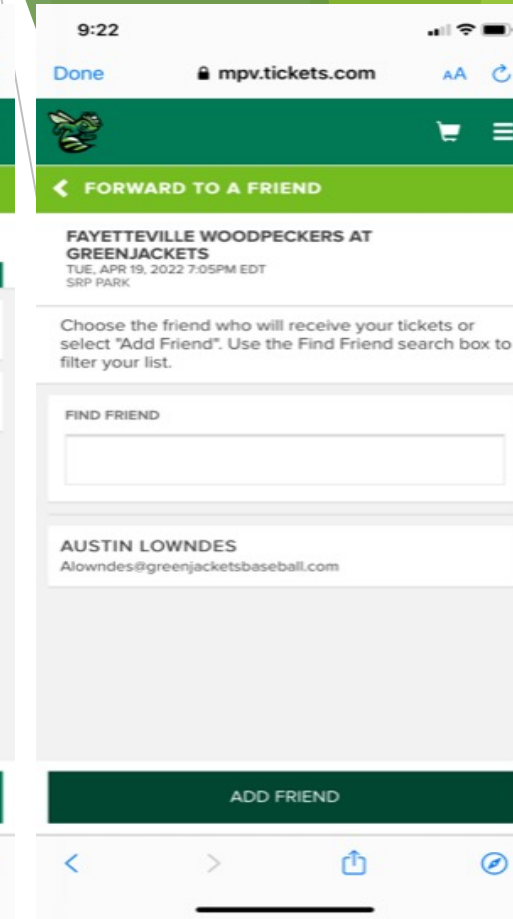 9:22
Done
mpv.tickets.com
AA
FORWARD TO A FRIEND
FAYETTEVILLE WOODPECKERS AT
GREENJACKETS
TUE, APR 19, 2022 7:05PM EDT
SRP PARK
Choose the friend who will receive your tickets or
select "Add Friend". Use the Find Friend search box to
filter your list.
FIND FRIEND
AUSTIN LOWNDES
Alowndes@greenjacketsbaseball.com
ADD FRIEND